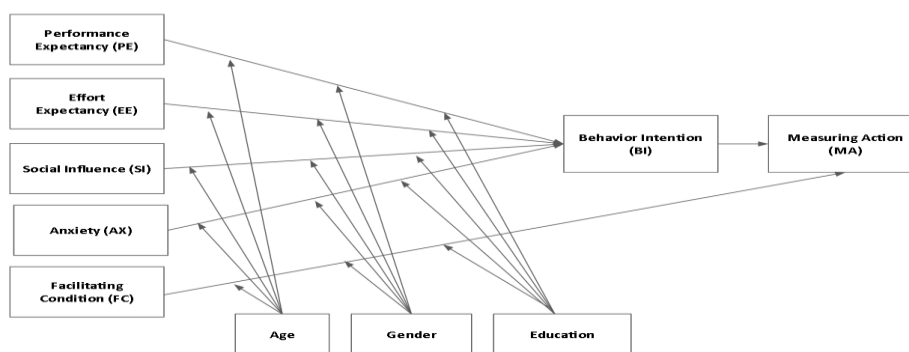 Performance
Expectancy (PE)
Effort
Expectancy (EE)
Social Influence (SI)
Anxiety (AX)
Facilitating
Condition (FC)
Behavior Intention
(BI)
Measuring Action
(MA)
Age
Gender
Education